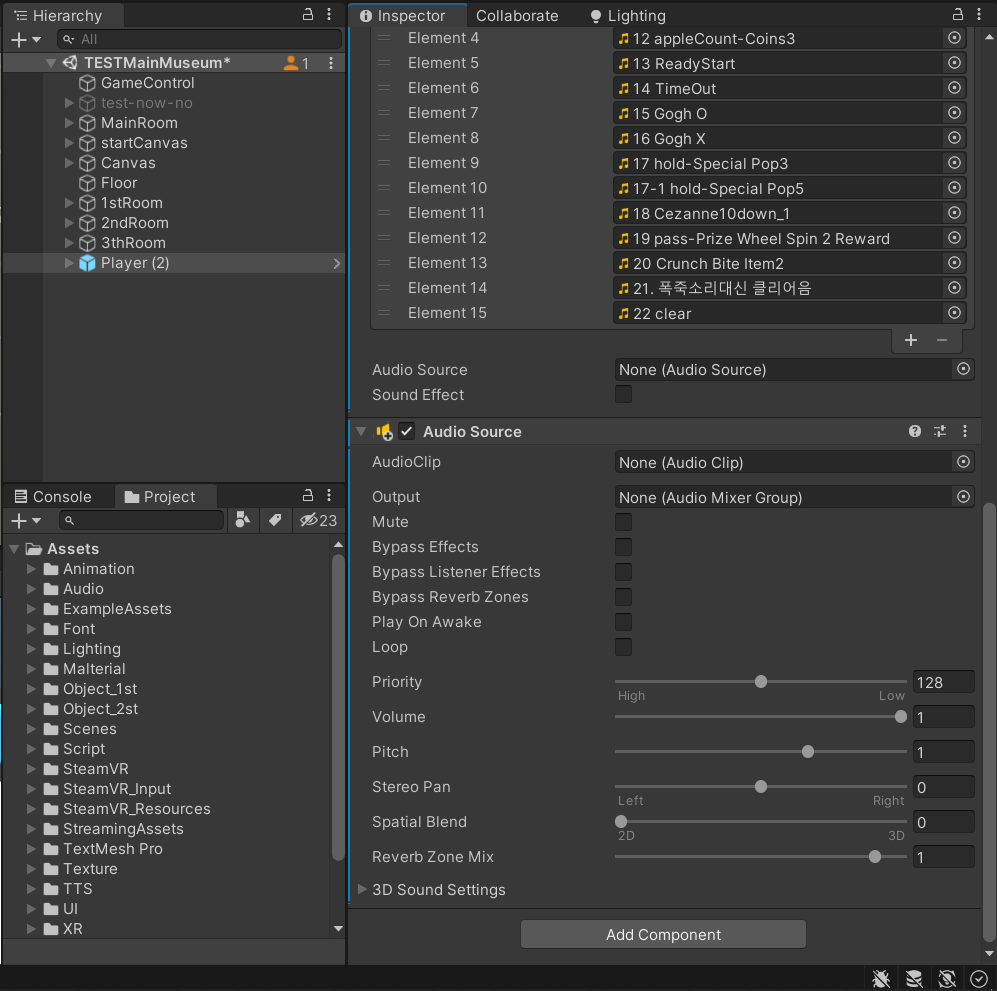 Hierarchy
All
TESTMainMuseum*
1
GameControl
test-now-no
MainRoom
startCanvas
Canvas
Floor
1stRoom
2ndRoom
3thRoom
Player (2)
Console
Project
23
Assets
Animation
Audio
ExampleAssets
Font
Lighting
Malterial
Object_1st
Object_2st
Scenes
Script
SteamVR
SteamVR_Input
SteamVR_Resources
StreamingAssets
TextMesh Pro
Texture
TTS
UI
XR
Inspector
Collaborate
Lighting
Element 4 12 appleCount-Coins3
Element 5 13 ReadyStart
Element 6 14 TimeOut
Element 7 15 Gogh O
Element 8 16 Gogh X
Element 9 17 hold-Special Pop3
Element 10 17-1 hold-Special Pop5
Element 11 18 Cezanne10down_1
Element 12 19 pass-Prize Wheel Spin 2 Reward
Element 13 20 Crunch Bite Item2
Element 14 21. 폭죽소리대신 클리어음
Element 15 22 clear
Audio Source None (Audio Source)
Sound Effect
Audio Source
AudioClip None (Audio Clip)
Output None (Audio Mixer Group)
Mute
Bypass Effects
Bypass Listener Effects
Bypass Reverb Zones
Play On Awake
Loop
Priority 128
High Low
Volume 1
Pitch 1
Stereo Pan 0
Left Right
Spatial Blend 0
2D 3D
Reverb Zone Mix 1
3D Sound Settings
Add Component